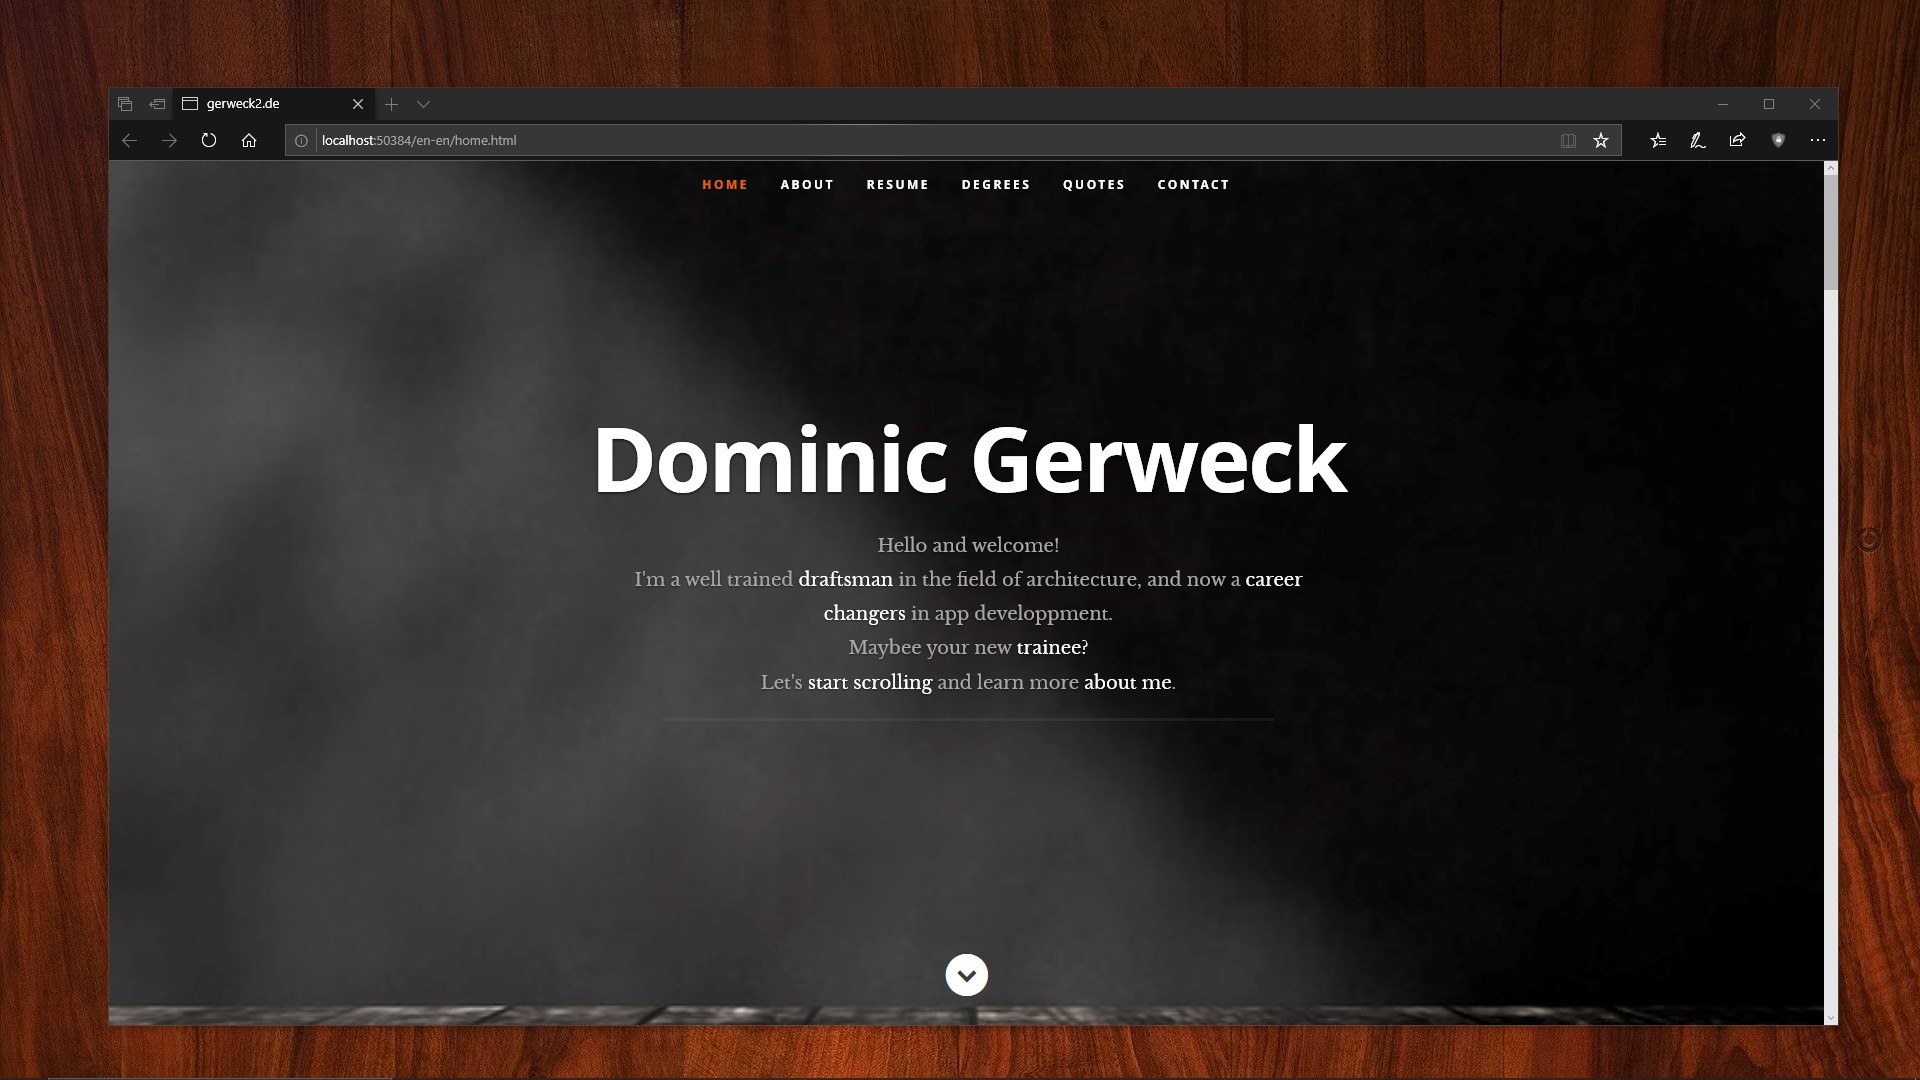 gerweck2.de
localhost:50384/en-en/home.html
HOME ABOUT RESUME DEGREES QUOTES CONTACT
Dominic Gerweck
Hello and welcome!
I'm a well trained draftsman in the field of architecture, and now a career
changers in app developpment.
Maybee your new trainee?
Let's start scrolling and learn more about me.